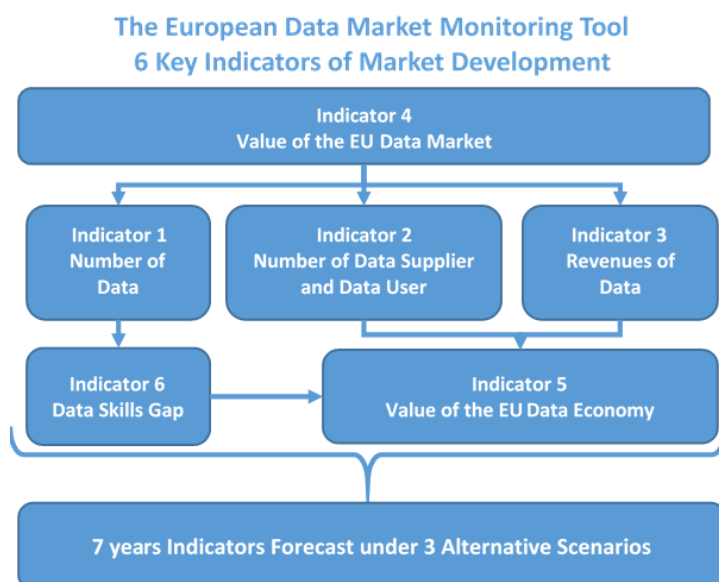 The European Data Market Monitoring Tool
6 Key Indicators of Market Development
Indicator 4
Value of the EU Data Market
Indicator 1
Number of
Data
Indicator 2
Number of Data Supplier
and Data User
Indicator 3
Revenues of
Data
Indicator 6
Data Skills Gap
Indicator 5
Value of the EU Data Economy
7 years Indicators Forecast under 3 Alternative Scenarios